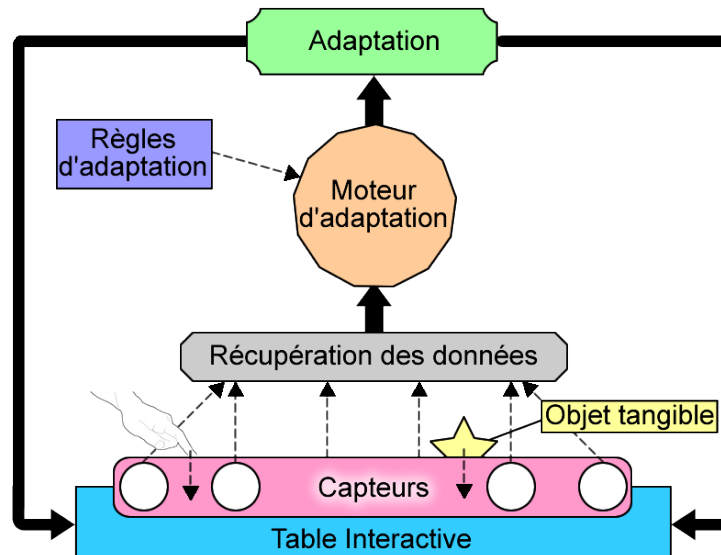 Adaptation
Règles
d'adaptation
Moteur
d'adaptation
Récupération des données
Objet tangible
Capteurs
Table Interactive